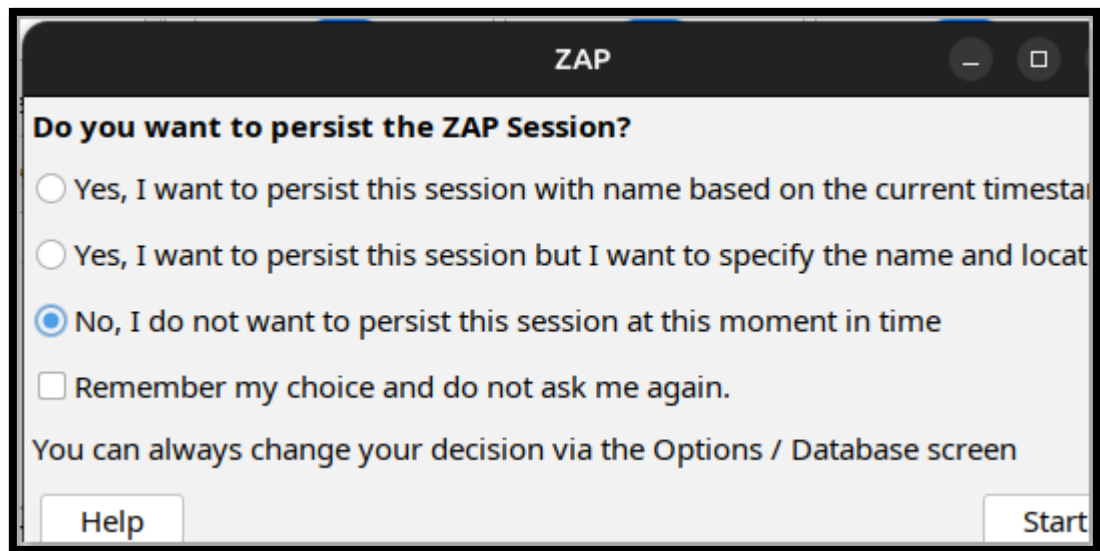 ZAP
Do you want to persist the ZAP Session?
Yes, I want to persist this session with name based on the current
Yes, I want to persist this session but I want to specify the name and
No, I do not want to persist this session at this moment in time
Remember my choice and do not ask me again.
You can always change your decision via the Options / Database screen
Help
Start